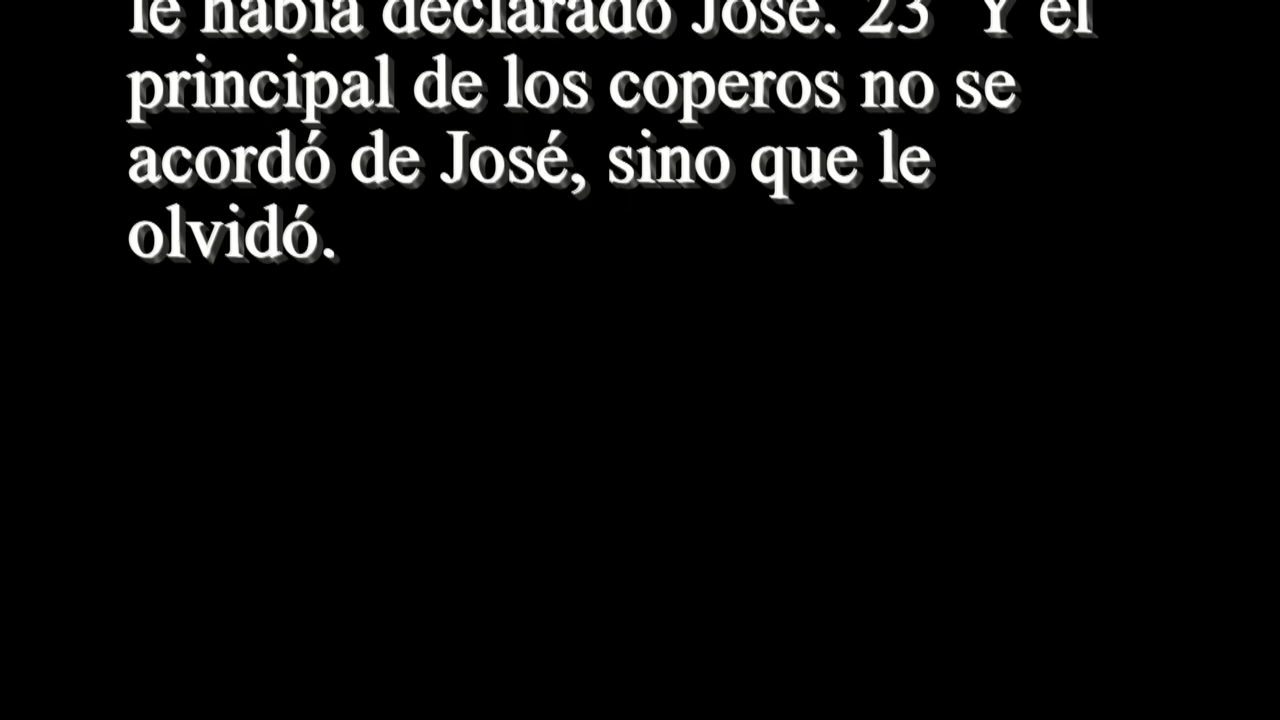 le había declarado José. 23 Y el
principal de los coperos no se
acordó de José, sino que le
olvidó.